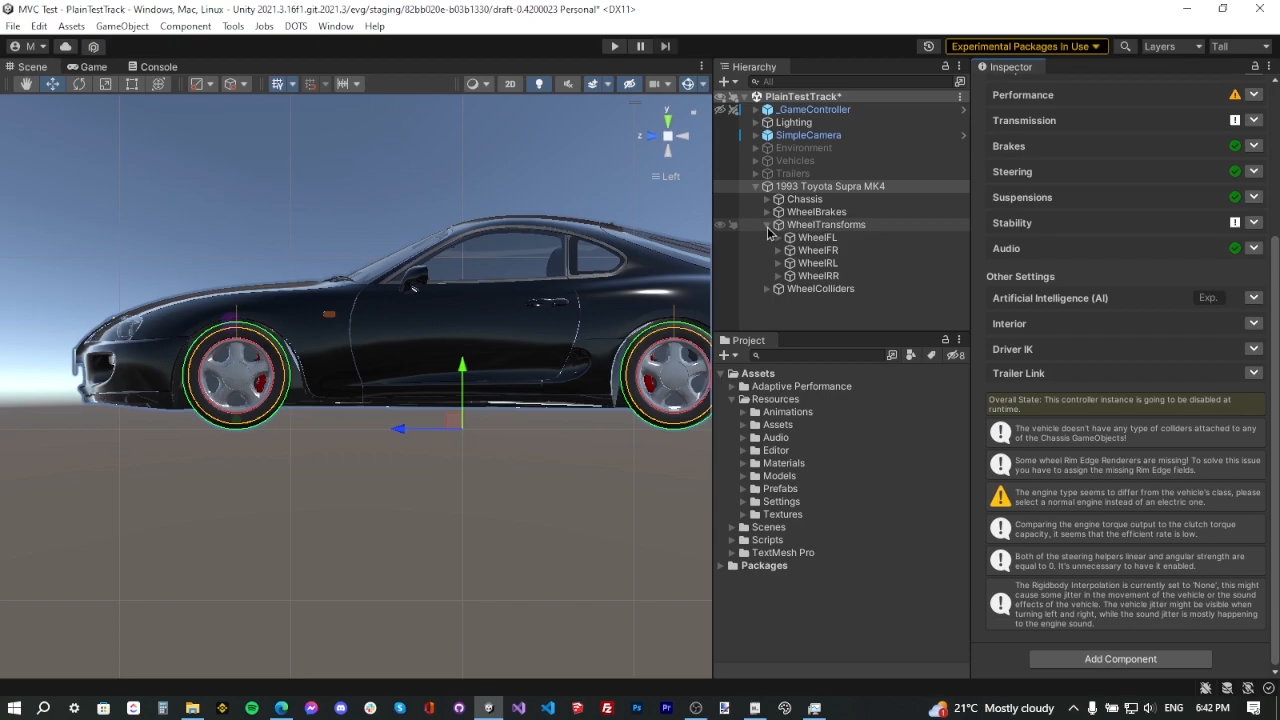 MVC Test - PlainTestTrack - Windows, Mac, Linux - Unity 2021.3.16f1.git.2021.3/evg/staging/82bb020e-b03b1330/draft-0.4200023 Personal* <DX11>
File Edit Assets GameObject Component Tools Jobs DOTS Window Help
M Experimental Packages In Use Layers Tall
Scene Game Console Hierarchy Inspector
2D All
PlainTestTrack*
_GameController
Lighting
SimpleCamera
Environment
Vehicles
Trailers
1993 Toyota Supra MK4
Chassis
WheelBrakes
WheelTransforms
WheelFL
WheelFR
WheelRL
WheelRR
WheelColliders
y
z
Left
Project
8
Assets
Adaptive Performance
Resources
Animations
Assets
Audio
Editor
Materials
Models
Prefabs
Settings
Textures
Scenes
Scripts
TextMesh Pro
Packages
Performance
Transmission
Brakes
Steering
Suspensions
Stability
Audio
Other Settings
Artificial Intelligence (AI) Exp.
Interior
Driver IK
Trailer Link
Overall State: This controller instance is going to be disabled at
runtime.
The vehicle doesn't have any type of colliders attached to any
of the Chassis GameObjects!
Some wheel Rim Edge Renderers are missing! To solve this issue
you have to assign the missing Rim Edge fields.
The engine type seems to differ from the vehicle's class, please
select a normal engine instead of an electric one.
Comparing the engine torque output to the clutch torque
capacity, it seems that the efficient rate is low.
Both of the steering helpers linear and angular strength are
equal to 0. It's unnecessary to have it enabled.
The Rigidbody Interpolation is currently set to 'None', this might
cause some jitter in the movement of the vehicle or the sound
effects of the vehicle. The vehicle jitter might be visible when
turning left and right, while the sound jitter is mostly happening
to the engine sound.
Add Component
21°C Mostly cloudy ENG 6:42 PM